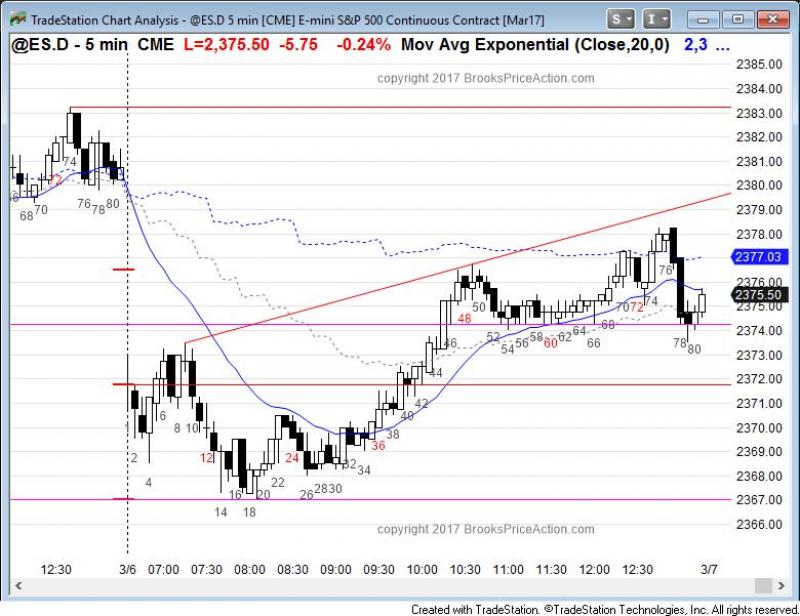 TradeStation Chart Analysis - @ES.D 5 min [CME] E-mini S&P 500 Continuous Contract [Mar17]
S I
@ES.D - 5 min CME L=2,375.50 -5.75 -0.24% Mov Avg Exponential (Close,20,0) 2,3 ...
copyright 2017 BrooksPriceAction.com
2385.00
2384.00
2383.00
2382.00
2381.00
2380.00
2379.00
2378.00
2377.03
2376.00
2375.50
2375.00
2374.00
2373.00
2372.00
2371.00
2370.00
2369.00
2368.00
2367.00
2366.00
68 70 72 74 76 78 80
2 4 6 8 10 12 14 16 18 20 22 24 26 28 30 32 34 36 38 40 42 44 46 48 50 52 54 56 58 60 62 64 66 68 70 72 74 76 78 80
copyright 2017 BrooksPriceAction.com
12:30 3/6 07:00 07:30 08:00 08:30 09:00 09:30 10:00 10:30 11:00 11:30 12:00 12:30 3/7
Created with TradeStation. ©TradeStation Technologies, Inc. All rights reserved.